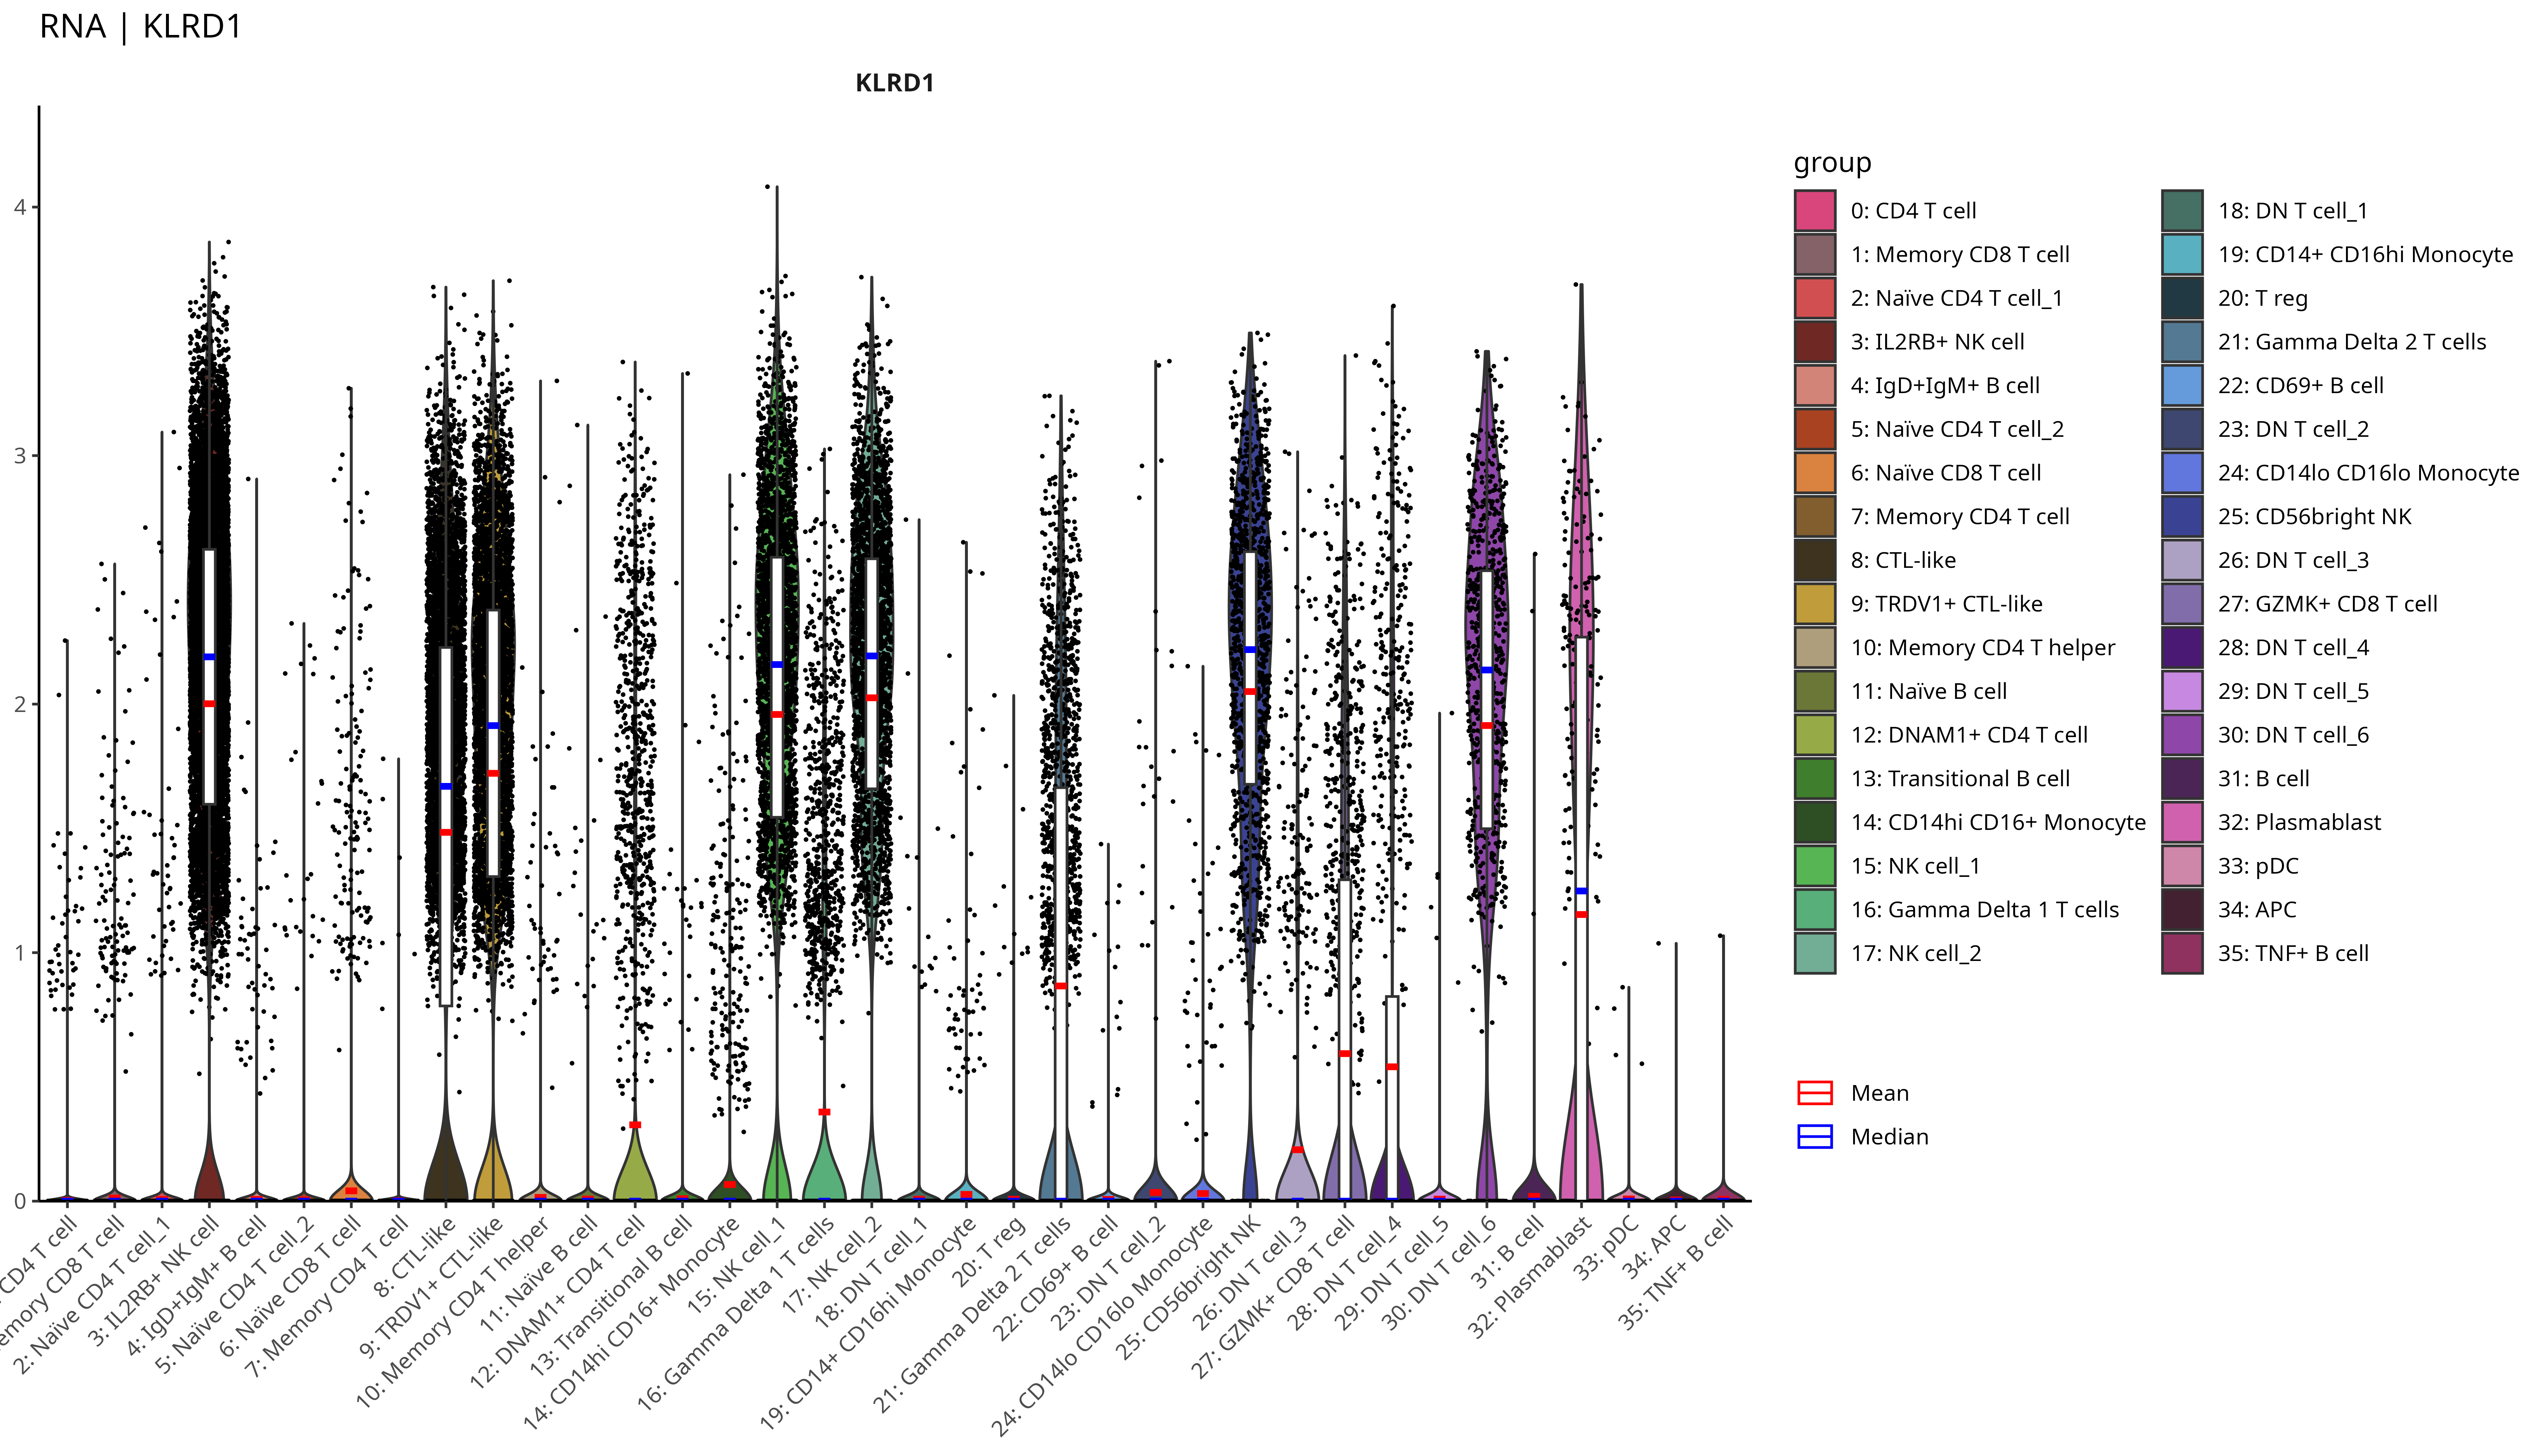 RNA | KLRD1
KLRD1
4
3
2
1
0
CD4 T cell
Memory CD8 T cell
2: Naïve CD4 T cell_1
3: IL2RB+ NK cell
4: IgD+IgM+ B cell
5: Naïve CD4 T cell_2
6: Naïve CD8 T cell
7: Memory CD4 T cell
8: CTL-like
9: TRDV1+ CTL-like
10: Memory CD4 T helper
11: Naïve B cell
12: DNAM1+ CD4 T cell
13: Transitional B cell
14: CD14hi CD16+ Monocyte
15: NK cell_1
16: Gamma Delta 1 T cells
17: NK cell_2
18: DN T cell_1
19: CD14+ CD16hi Monocyte
20: T reg
21: Gamma Delta 2 T cells
22: CD69+ B cell
23: DN T cell_2
24: CD14lo CD16lo Monocyte
25: CD56bright NK
26: DN T cell_3
27: GZMK+ CD8 T cell
28: DN T cell_4
29: DN T cell_5
30: DN T cell_6
31: B cell
32: Plasmablast
33: pDC
34: APC
35: TNF+ B cell
group
0: CD4 T cell
1: Memory CD8 T cell
2: Naïve CD4 T cell_1
3: IL2RB+ NK cell
4: IgD+IgM+ B cell
5: Naïve CD4 T cell_2
6: Naïve CD8 T cell
7: Memory CD4 T cell
8: CTL-like
9: TRDV1+ CTL-like
10: Memory CD4 T helper
11: Naïve B cell
12: DNAM1+ CD4 T cell
13: Transitional B cell
14: CD14hi CD16+ Monocyte
15: NK cell_1
16: Gamma Delta 1 T cells
17: NK cell_2
18: DN T cell_1
19: CD14+ CD16hi Monocyte
20: T reg
21: Gamma Delta 2 T cells
22: CD69+ B cell
23: DN T cell_2
24: CD14lo CD16lo Monocyte
25: CD56bright NK
26: DN T cell_3
27: GZMK+ CD8 T cell
28: DN T cell_4
29: DN T cell_5
30: DN T cell_6
31: B cell
32: Plasmablast
33: pDC
34: APC
35: TNF+ B cell
Mean
Median